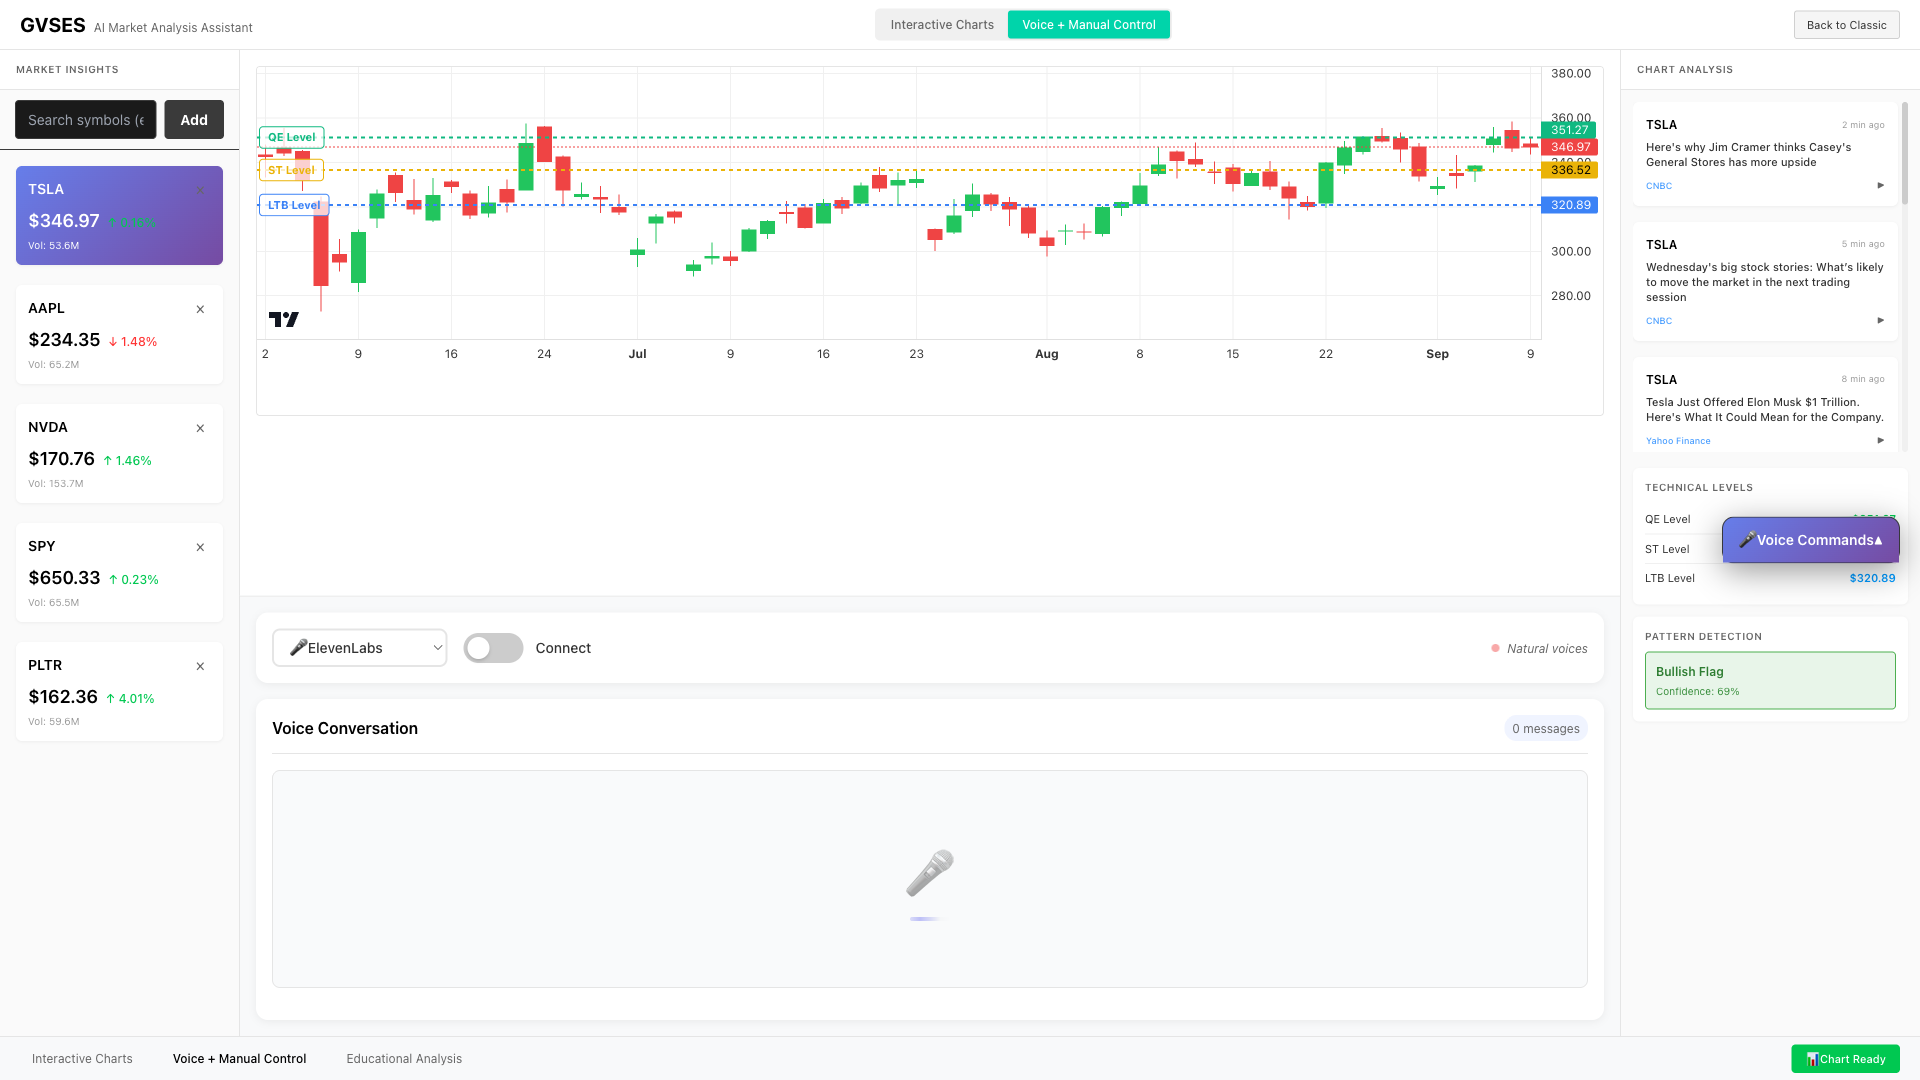 GVSES AI Market Analysis Assistant
Interactive Charts
Voice + Manual Control
Back to Classic
MARKET INSIGHTS
Search symbols (e
Add
TSLA
$346.97 ↑ 0.16%
Vol: 53.6M
AAPL ×
$234.35 ↓ 1.48%
Vol: 65.2M
NVDA ×
$170.76 ↑ 1.46%
Vol: 153.7M
SPY ×
$650.33 ↑ 0.23%
Vol: 65.5M
PLTR ×
$162.36 ↑ 4.01%
Vol: 59.6M
QE Level
ST Level
LTB Level
380.00
360.00
351.27
346.97
340.00
336.52
320.89
300.00
280.00
2 9 16 24 Jul 9 16 23 Aug 8 15 22 Sep 9
🎤ElevenLabs
Connect
Natural voices
Voice Conversation
0 messages
CHART ANALYSIS
TSLA 2 min ago
Here's why Jim Cramer thinks Casey's
General Stores has more upside
CNBC ▶
TSLA 5 min ago
Wednesday's big stock stories: What's likely
to move the market in the next trading
session
CNBC ▶
TSLA 8 min ago
Tesla Just Offered Elon Musk $1 Trillion.
Here's What It Could Mean for the Company.
Yahoo Finance ▶
TECHNICAL LEVELS
QE Level
ST Level
🎤Voice Commands▲
LTB Level $320.89
PATTERN DETECTION
Bullish Flag
Confidence: 69%
Interactive Charts
Voice + Manual Control
Educational Analysis
📊Chart Ready